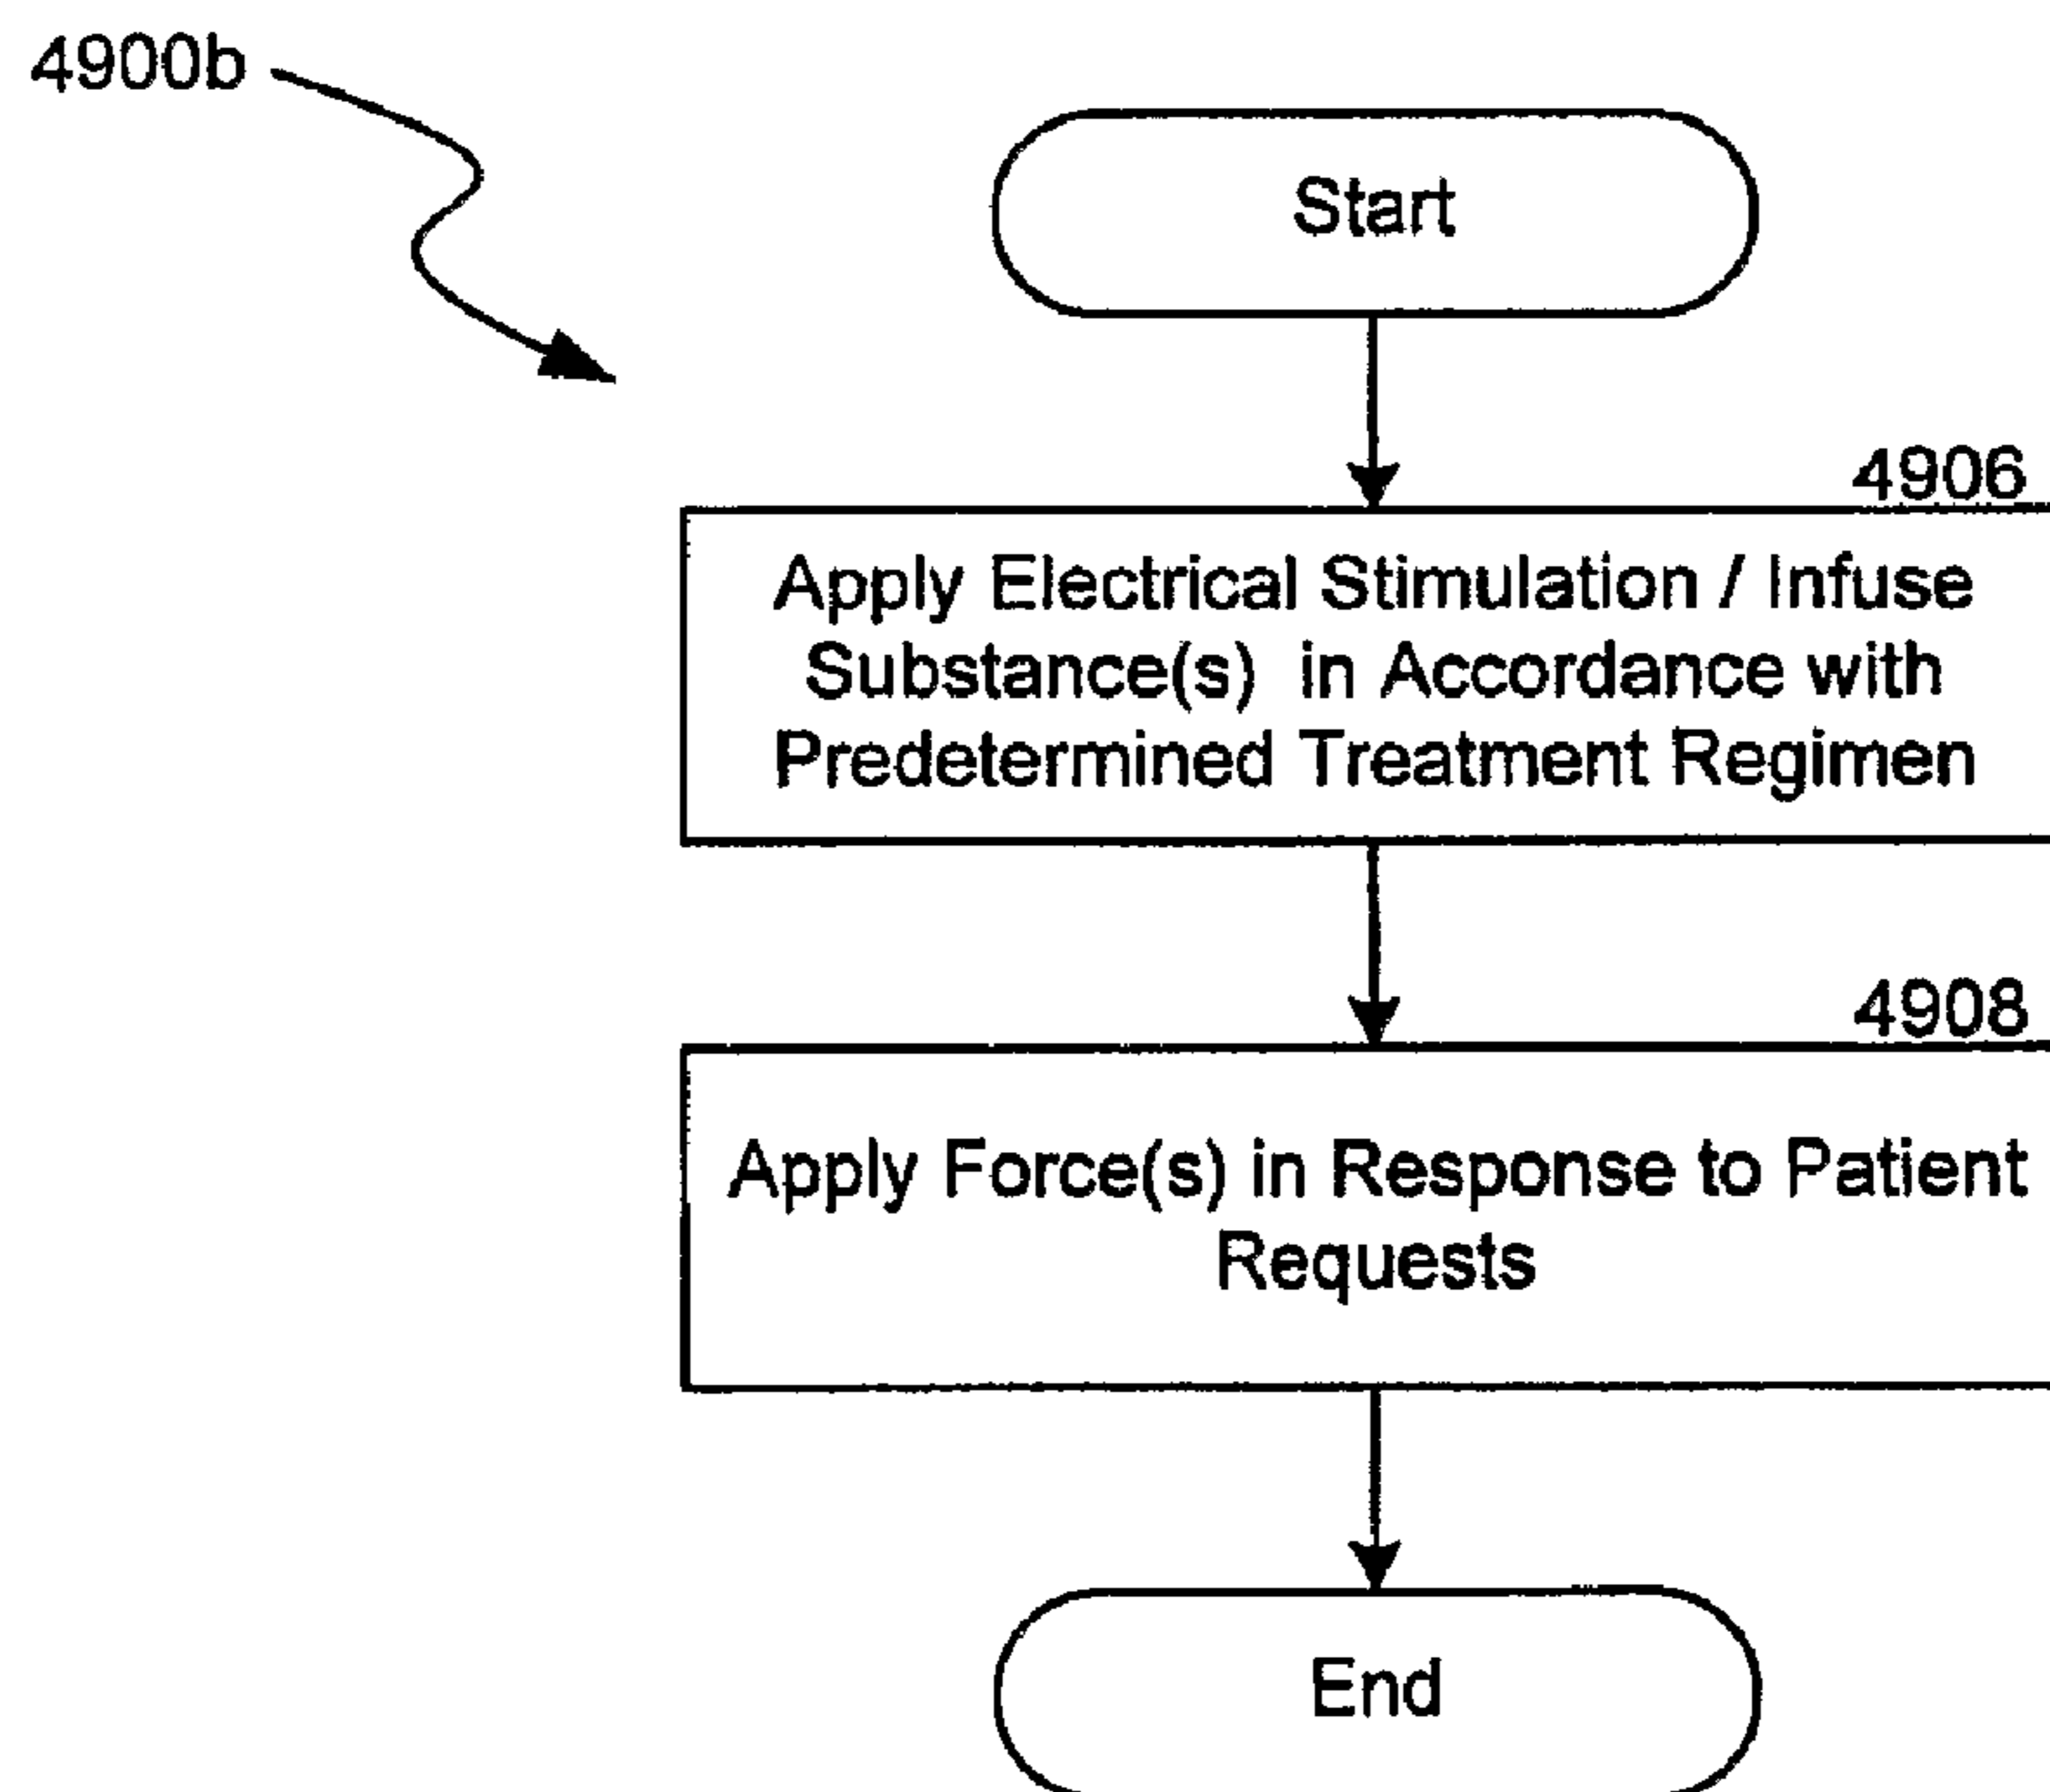 4900b
Start
4906
Apply Electrical Stimulation / Infuse
Substance(s) in Accordance with
Predetermined Treatment Regimen
4908
Apply Force(s) in Response to Patient
Requests
End